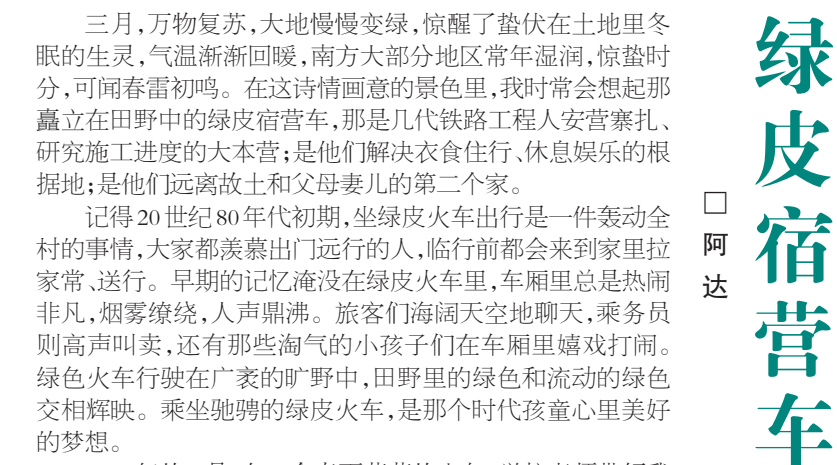 绿皮宿营车
□阿达
三月,万物复苏,大地慢慢变绿,惊醒了蛰伏在土地里冬
眠的生灵,气温渐渐回暖,南方大部分地区常年湿润,惊蛰时
分,可闻春雷初鸣。在这诗情画意的景色里,我时常会想起那
矗立在田野中的绿皮宿营车,那是几代铁路工程人安营寨扎、
研究施工进度的大本营;是他们解决衣食住行、休息娱乐的根
据地;是他们远离故土和父母妻儿的第二个家。
记得20世纪80年代初期,坐绿皮火车出行是一件轰动全
村的事情,大家都羡慕出门远行的人,临行前都会来到家里拉
家常、送行。早期的记忆淹没在绿皮火车里,车厢里总是热闹
非凡,烟雾缭绕,人声鼎沸。旅客们海阔天空地聊天,乘务员
则高声叫卖,还有那些淘气的小孩子们在车厢里嬉戏打闹。
绿色火车行驶在广袤的旷野中,田野里的绿色和流动的绿色
交相辉映。乘坐驰骋的绿皮火车,是那个时代孩童心里美好
的梦想。